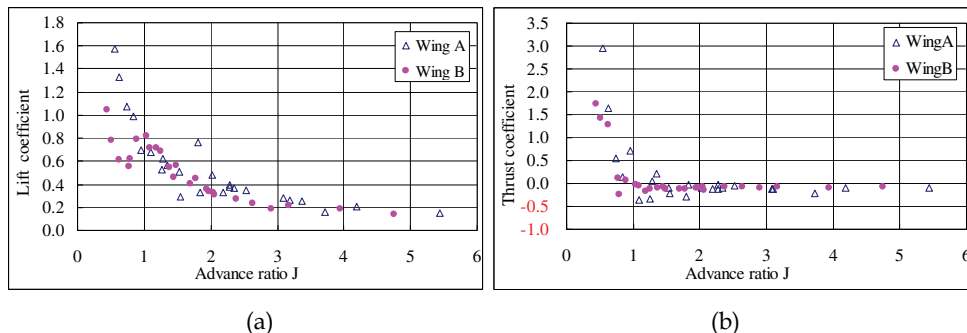 1.8
1.6
1.4
1.2
1.0
0.8
0.6
0.4
0.2
0.0
Lift coefficient
Wing A
Wing B
0 1 2 3 4 5 6
Advance ratio J
(a)
3.5
3.0
2.5
2.0
1.5
1.0
0.5
0.0
-0.5
-1.0
Thrust coefficient
WingA
WingB
0 1 2 3 4 5 6
Advance ratio J
(b)